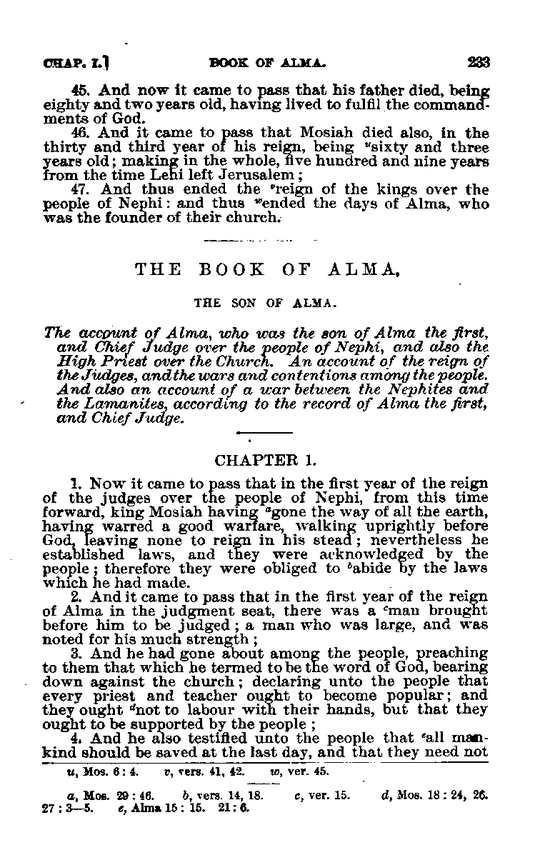 CHAP. I.] BOOK OF ALMA. 233
45. And now it came to pass that his father died, being
eighty and two years old, having lived to fulfil the command-
ments of God.
46. And it came to pass that Mosiah died also, in the
thirty and third year of his reign, being ᵘsixty and three
years old; making in the whole, five hundred and nine years
from the time Lehi left Jerusalem;
47. And thus ended the ᵛreign of the kings over the
people of Nephi: and thus ʷended the days of Alma, who
was the founder of their church.
THE BOOK OF ALMA,
THE SON OF ALMA.
The account of Alma, who was the son of Alma the first,
and Chief Judge over the people of Nephi, and also the
High Priest over the Church. An account of the reign of
the Judges, and the wars and contentions among the people.
And also an account of a war between the Nephites and
the Lamanites, according to the record of Alma the first,
and Chief Judge.
CHAPTER 1.
1. Now it came to pass that in the first year of the reign
of the judges over the people of Nephi, from this time
forward, king Mosiah having ᵃgone the way of all the earth,
having warred a good warfare, walking uprightly before
God, leaving none to reign in his stead; nevertheless he
established laws, and they were acknowledged by the
people; therefore they were obliged to ᵇabide by the laws
which he had made.
2. And it came to pass that in the first year of the reign
of Alma in the judgment seat, there was a ᶜman brought
before him to be judged; a man who was large, and was
noted for his much strength;
3. And he had gone about among the people, preaching
to them that which he termed to be the word of God, bearing
down against the church; declaring unto the people that
every priest and teacher ought to become popular; and
they ought ᵈnot to labour with their hands, but that they
ought to be supported by the people;
4. And he also testified unto the people that ᵉall man-
kind should be saved at the last day, and that they need not
u, Mos. 6: 4. v, vers. 41, 42. w, ver. 45.
a, Mos. 29: 46. b, vers. 14, 18. c, ver. 15. d, Mos. 18: 24, 26.
27: 3—5. e, Alma 15: 15. 21: 6.